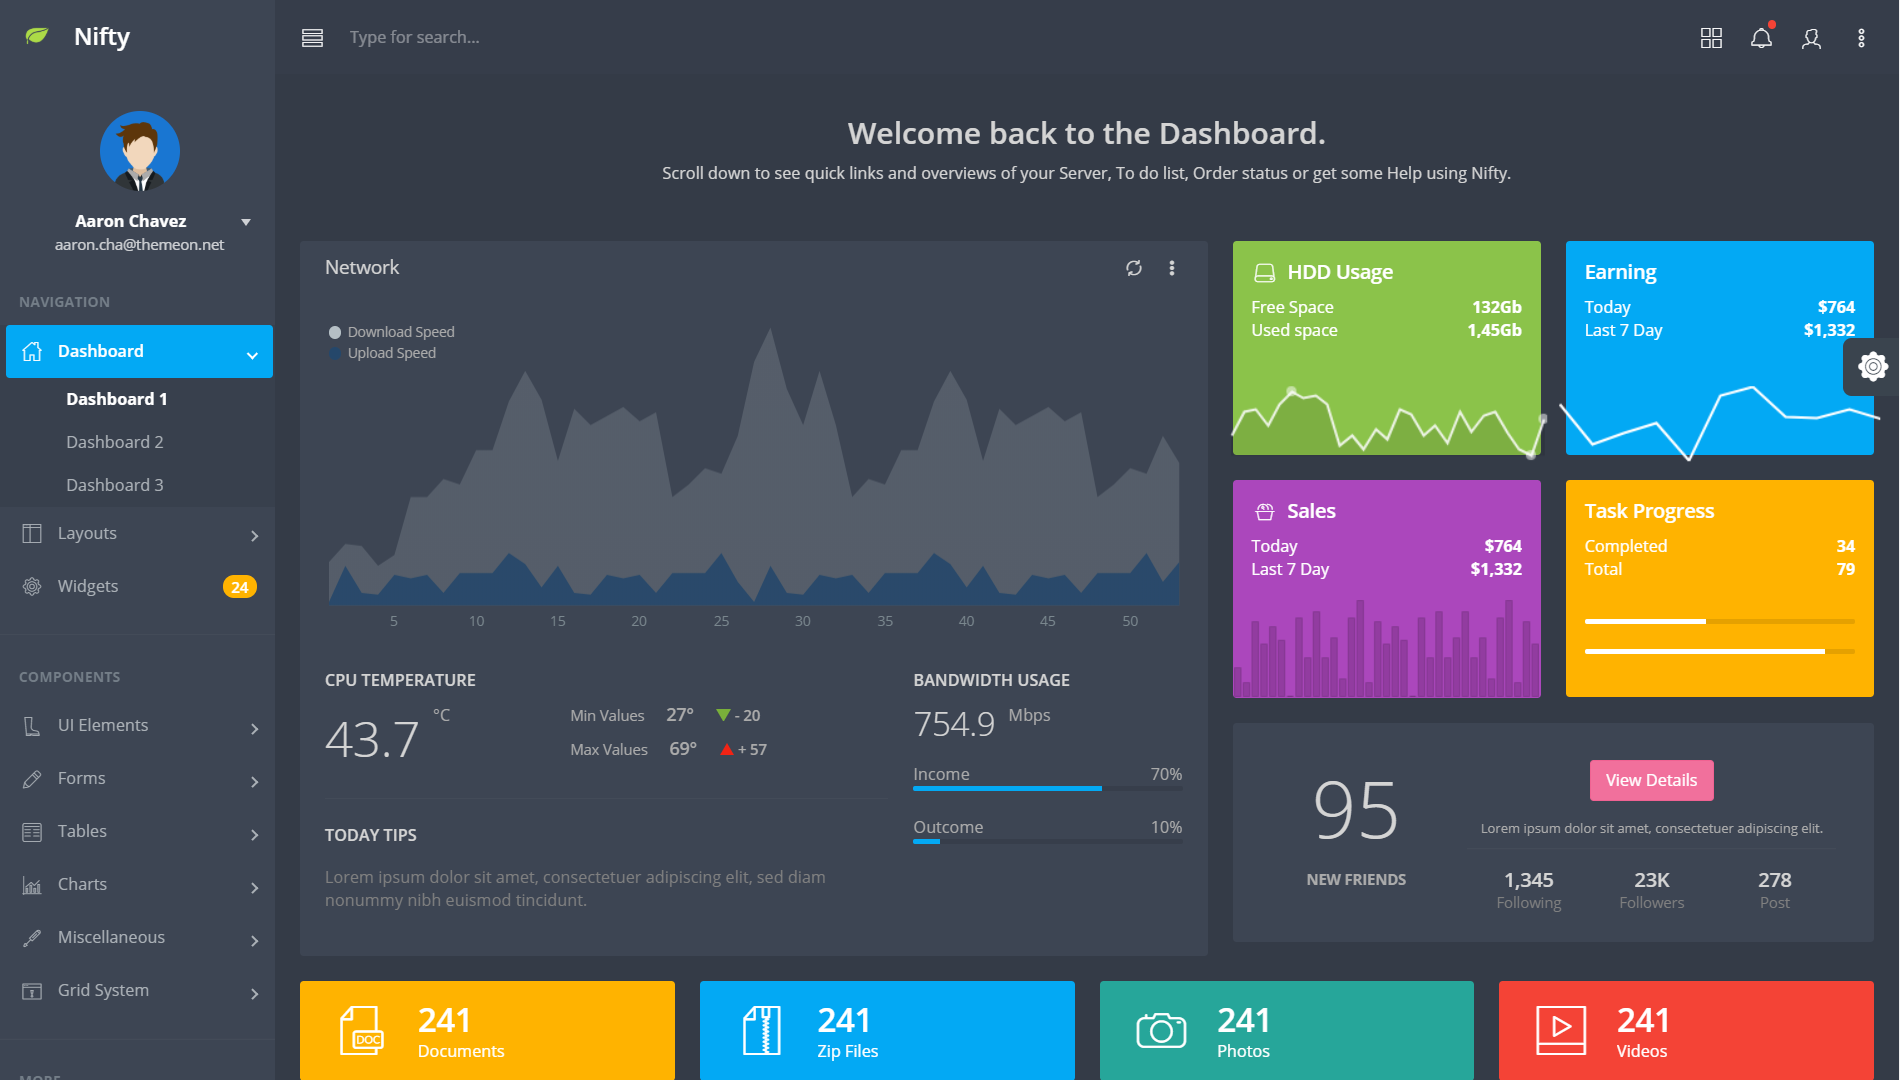 Nifty
Type for search...
Aaron Chavez
aaron.cha@themeon.net
NAVIGATION
Dashboard
Dashboard 1
Dashboard 2
Dashboard 3
Layouts
Widgets 24
COMPONENTS
UI Elements
Forms
Tables
Charts
Miscellaneous
Grid System
MORE
Welcome back to the Dashboard.
Scroll down to see quick links and overviews of your Server, To do list, Order status or get some Help using Nifty.
Network
Download Speed
Upload Speed
5 10 15 20 25 30 35 40 45 50
CPU TEMPERATURE
43.7 °C
Min Values 27° - 20
Max Values 69° + 57
TODAY TIPS
Lorem ipsum dolor sit amet, consectetuer adipiscing elit, sed diam
nonummy nibh euismod tincidunt.
BANDWIDTH USAGE
754.9 Mbps
Income 70%
Outcome 10%
HDD Usage
Free Space 132Gb
Used space 1,45Gb
Earning
Today $764
Last 7 Day $1,332
Sales
Today $764
Last 7 Day $1,332
Task Progress
Completed 34
Total 79
95
NEW FRIENDS
View Details
Lorem ipsum dolor sit amet, consectetuer adipiscing elit.
1,345 23K 278
Following Followers Post
DOC
241
Documents
241
Zip Files
241
Photos
241
Videos